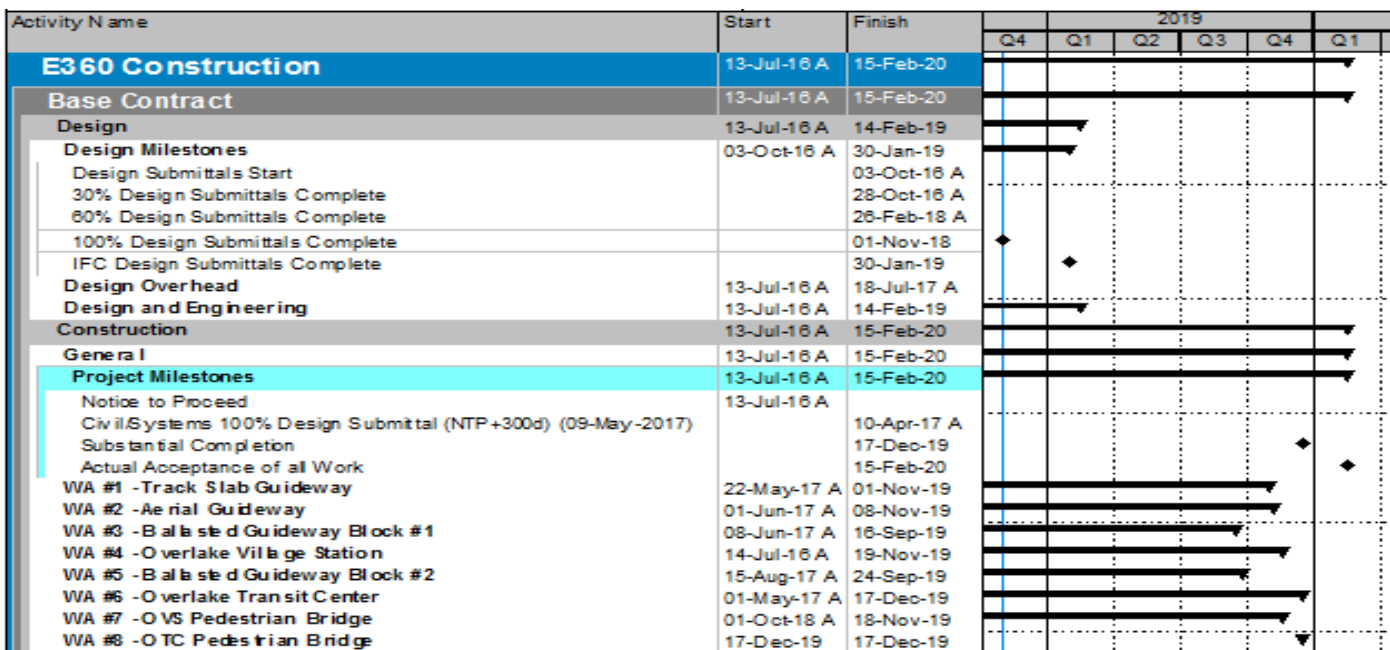 Activity Name Start Finish 2019
Q4 Q1 Q2 Q3 Q4 Q1
E360 Construction 13-Jul-16 A 15-Feb-20
Base Contract 13-Jul-16 A 15-Feb-20
Design 13-Jul-16 A 14-Feb-19
Design Milestones 03-Oct-16 A 30-Jan-19
Design Submittals Start 03-Oct-16 A
30% Design Submittals Complete 28-Oct-16 A
60% Design Submittals Complete 26-Feb-18 A
100% Design Submittals Complete 01-Nov-18
IFC Design Submittals Complete 30-Jan-19
Design Overhead 13-Jul-16 A 18-Jul-17 A
Design and Engineering 13-Jul-16 A 14-Feb-19
Construction 13-Jul-16 A 15-Feb-20
General 13-Jul-16 A 15-Feb-20
Project Milestones 13-Jul-16 A 15-Feb-20
Notice to Proceed 13-Jul-16 A
Civil/Systems 100% Design Submittal (NTP+300d) (09-May-2017) 10-Apr-17 A
Substantial Completion 17-Dec-19
Actual Acceptance of all Work 15-Feb-20
WA #1 -Track Slab Guideway 22-May-17 A 01-Nov-19
WA #2 -Aerial Guideway 01-Jun-17 A 08-Nov-19
WA #3 -Ballasted Guideway Block #1 08-Jun-17 A 16-Sep-19
WA #4 -Overlake Village Station 14-Jul-16 A 19-Nov-19
WA #5 -Ballasted Guideway Block #2 15-Aug-17 A 24-Sep-19
WA #6 -Overlake Transit Center 01-May-17 A 17-Dec-19
WA #7 -OVS Pedestrian Bridge 01-Oct-18 A 18-Nov-19
WA #8 -OTC Pedestrian Bridge 17-Dec-19 17-Dec-19